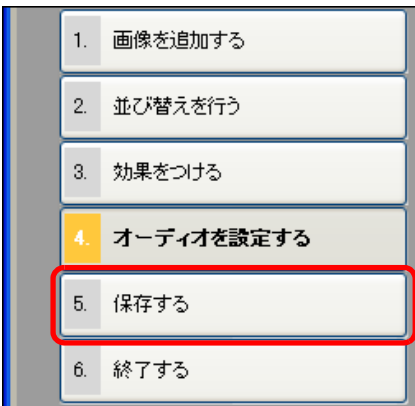 1. 画像を追加する
2. 並び替えを行う
3. 効果をつける
4. オーディオを設定する
5. 保存する
6. 終了する